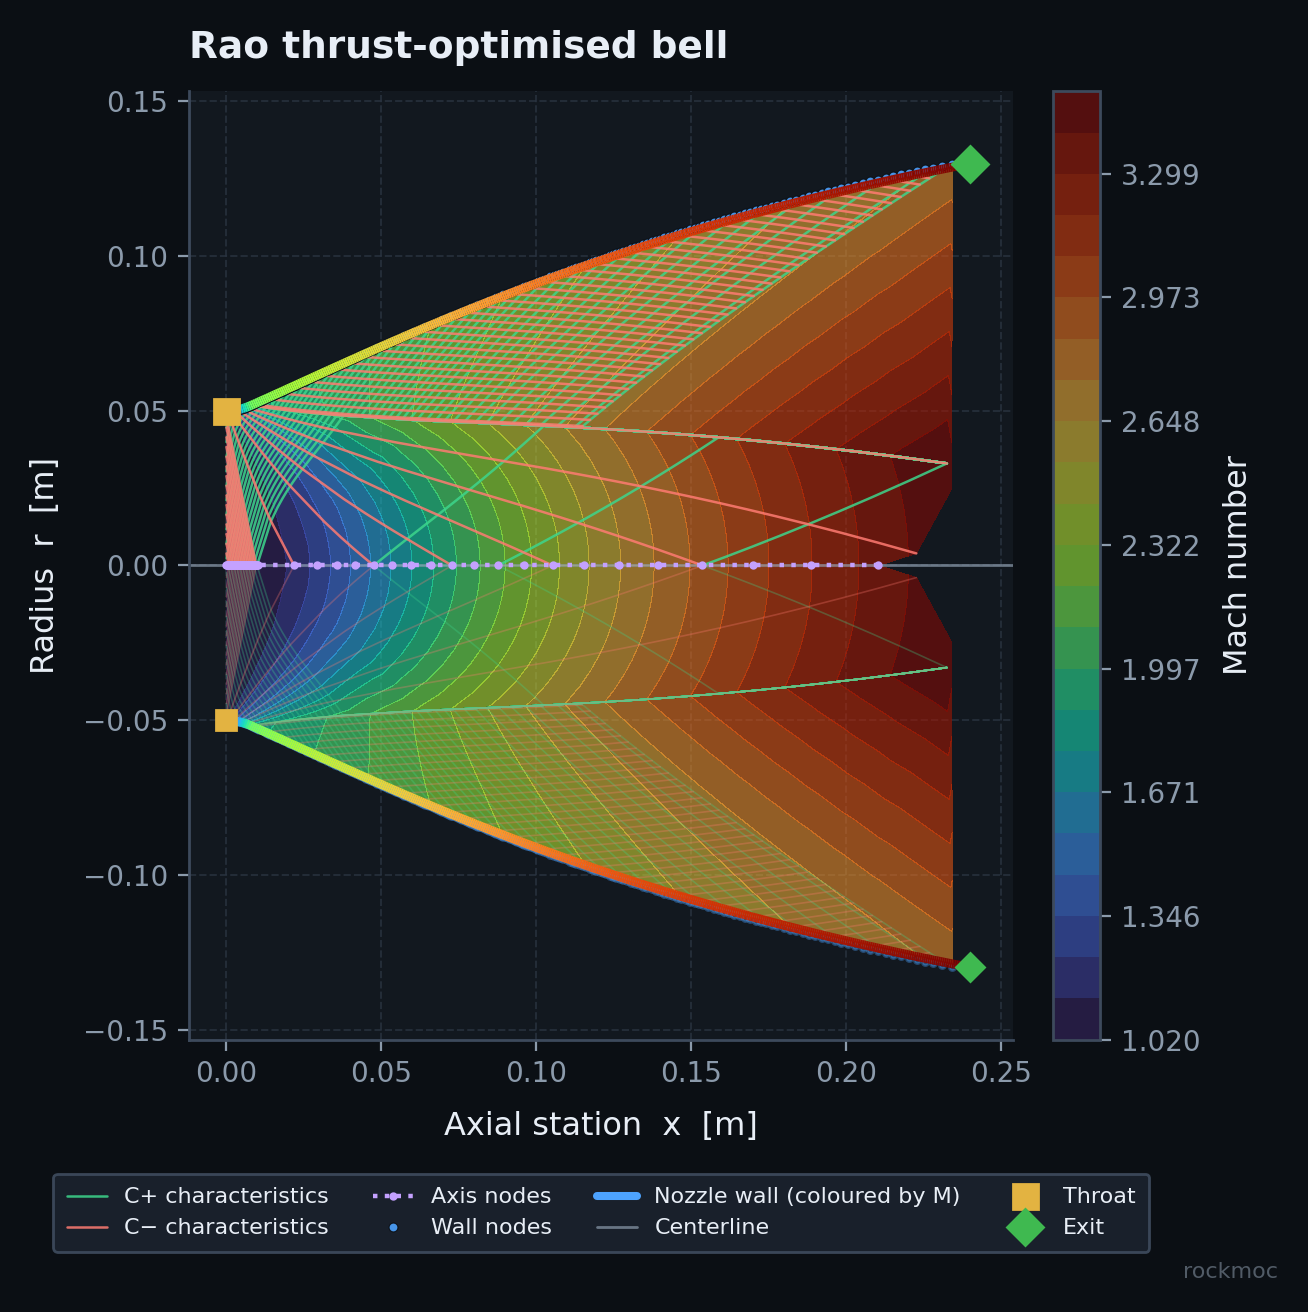 Rao thrust-optimised bell
0.15
0.10
0.05
0.00
−0.05
−0.10
−0.15
Radius r [m]
0.00 0.05 0.10 0.15 0.20 0.25
Axial station x [m]
3.299
2.973
2.648
2.322
1.997
1.671
1.346
1.020
Mach number
C+ characteristics Axis nodes Nozzle wall (coloured by M) Throat
C− characteristics Wall nodes Centerline Exit
rockmoc